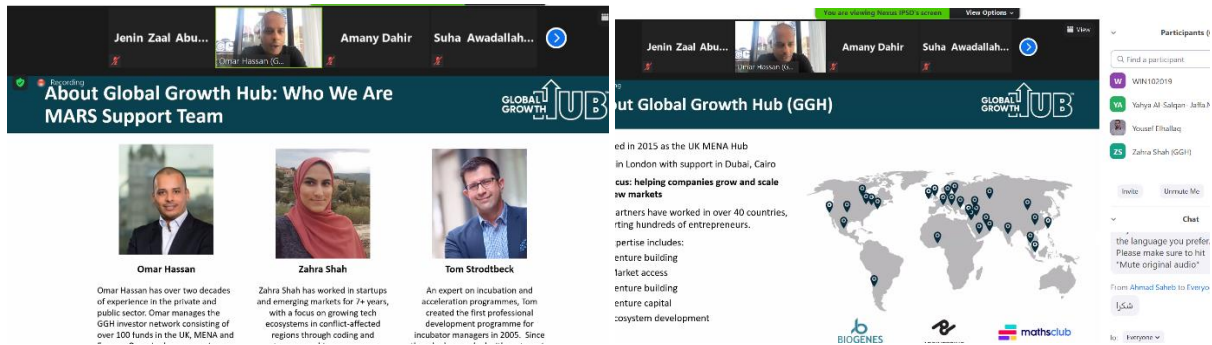 Jenin Zaal Abu...
Omar Hassan (G...
Amany Dahir
Suha Awadallah...
Recording
About Global Growth Hub: Who We Are
MARS Support Team
GLOBAL
GROWTH
HUB
Omar Hassan
Omar Hassan has over two decades
of experience in the private and
public sector. Omar manages the
GGH investor network consisting of
over 100 funds in the UK, MENA and
Zahra Shah
Zahra Shah has worked in startups
and emerging markets for 7+ years,
with a focus on growing tech
ecosystems in conflict-affected
regions through coding and
Tom Strodtbeck
An expert on incubation and
acceleration programmes, Tom
created the first professional
development programme for
incubator managers in 2005. Since
You are viewing Nexus IPSD's screen
View Options
View
Jenin Zaal Abu...
Omar Hassan (G...
Amany Dahir
Suha Awadallah...
ut Global Growth Hub (GGH)
GLOBAL
GROWTH
HUB
ed in 2015 as the UK MENA Hub
in London with support in Dubai, Cairo
cus: helping companies grow and scale
ew markets
artners have worked in over 40 countries,
rting hundreds of entrepreneurs.
pertise includes:
enture building
arket access
enture building
enture capital
cosystem development
BIOGENES
mathsclub
Participants (
Find a participant
W
WIN102019
YA
Yahya Al-Salqan- Jaffa.N
Yousef Elhallaq
ZS
Zahra Shah (GGH)
Invite
Unmute Me
Chat
the language you prefer.
Please make sure to hit
"Mute original audio"
From Ahmad Saheb to Everyo
شكرا
To:
Everyone